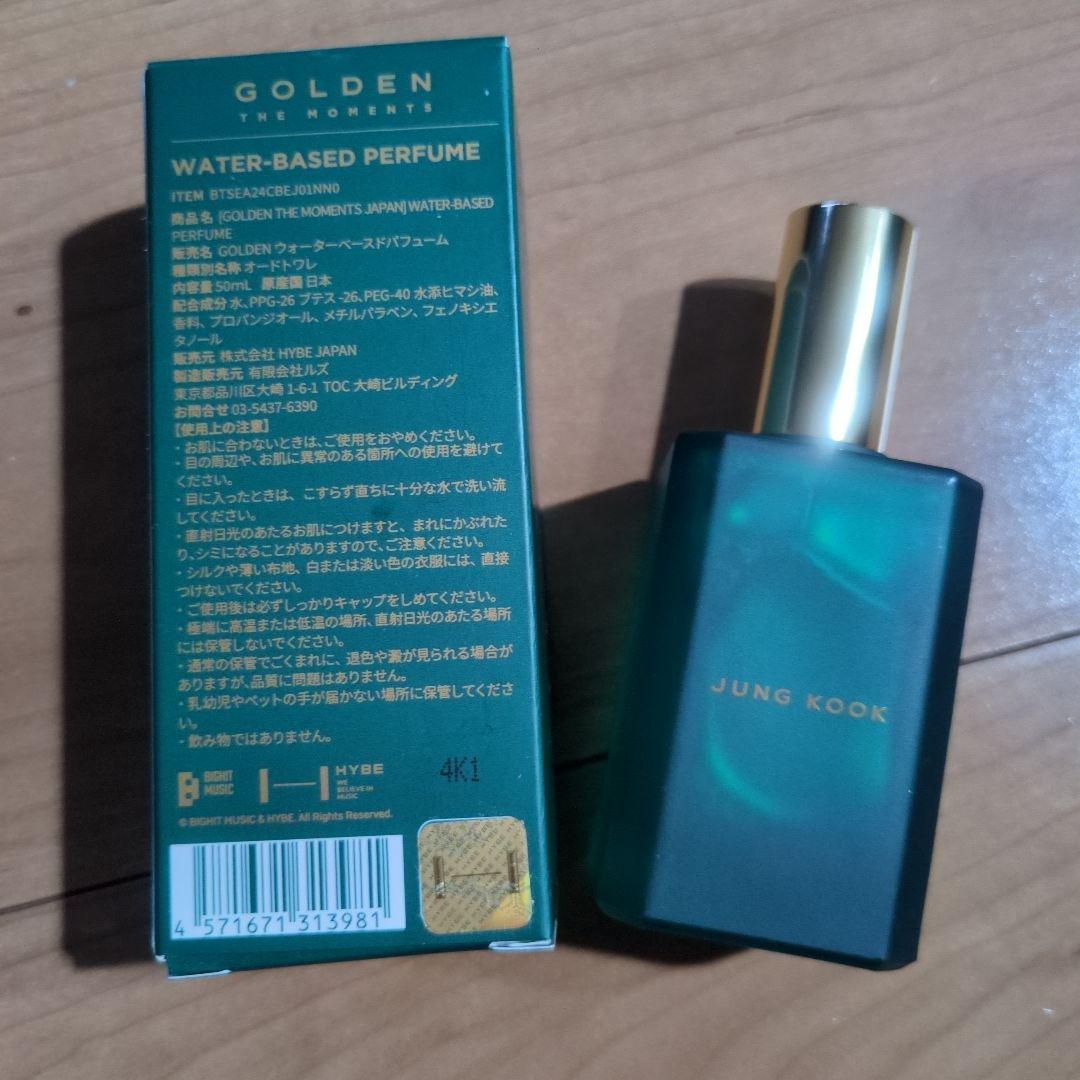 GOLDEN
THE MOMENTS
WATER-BASED PERFUME
ITEM BTSEA24CBEJ01NN0
商品名 [GOLDEN THE MOMENTS JAPAN] WATER-BASED
PERFUME
販売名 GOLDEN ウォーターベースドパフューム
種類別名称 オードトワレ
内容量 50mL 原産国 日本
配合成分 水、PPG-26 ブテス -26、PEG-40 水添ヒマシ油、
香料、プロパンジオール、メチルパラベン、フェノキシエ
タノール
販売元 株式会社 HYBE JAPAN
製造販売元 有限会社ルズ
東京都品川区大崎 1-6-1 TOC 大崎ビルディング
お問合せ 03-5437-6390
【使用上の注意】
・お肌に合わないときは、ご使用をおやめください。
・目の周辺や、お肌に異常のある箇所への使用を避けて
ください。
・目に入ったときは、こすらず直ちに十分な水で洗い流
してください。
・直射日光のあたるお肌につけますと、まれにかぶれた
り、シミになることがありますので、ご注意ください。
・シルクや薄い布地、白または淡い色の衣服には、直接
つけないでください。
・ご使用後は必ずしっかりキャップをしめてください。
・極端に高温または低温の場所、直射日光のあたる場所
には保管しないでください。
・通常の保管でごくまれに、退色や澱が見られる場合が
ありますが、品質に問題はありません。
・乳幼児やペットの手が届かない場所に保管してくださ
い。
・飲み物ではありません。
BIGHIT
MUSIC
HYBE
WE
BELIEVE IN
MUSIC
4K1
© BIGHIT MUSIC & HYBE. All Rights Reserved.
4 571671 313981
JUNG KOOK